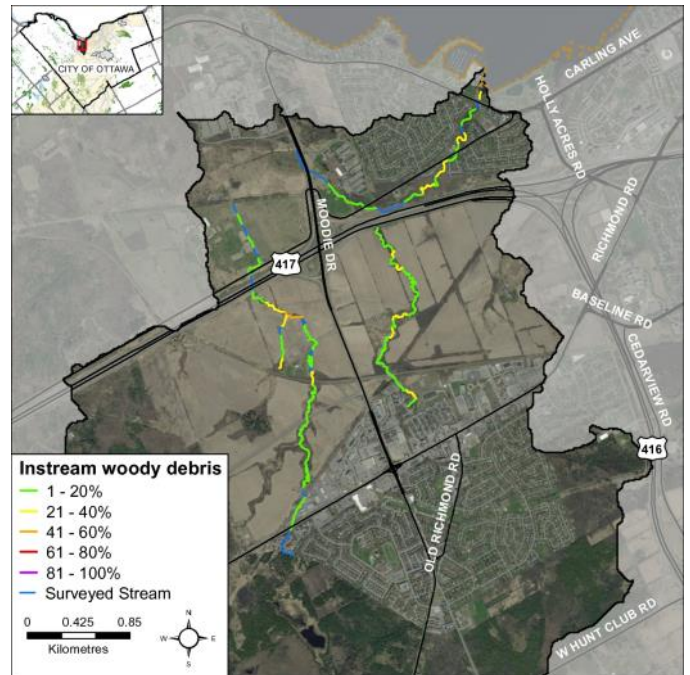 CITY OF OTTAWA
CARLING AVE
HOLLY ACRES RD
RICHMOND RD
MOODIE DR
417
BASELINE RD
CEDARVIEW RD
416
OLD RICHMOND RD
W HUNT CLUB RD
Instream woody debris
1 - 20%
21 - 40%
41 - 60%
61 - 80%
81 - 100%
Surveyed Stream
0 0.425 0.85
Kilometres
N
W E
S